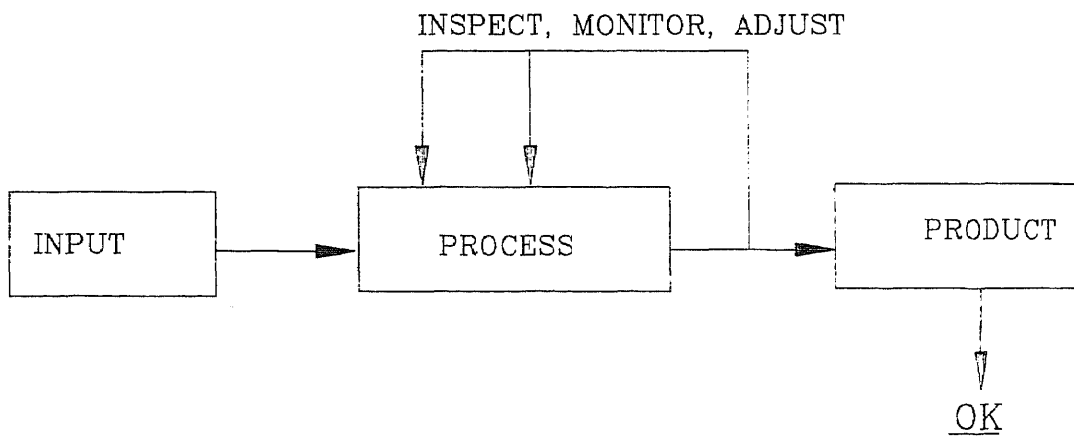 INSPECT, MONITOR, ADJUST
INPUT
PROCESS
PRODUCT
OK